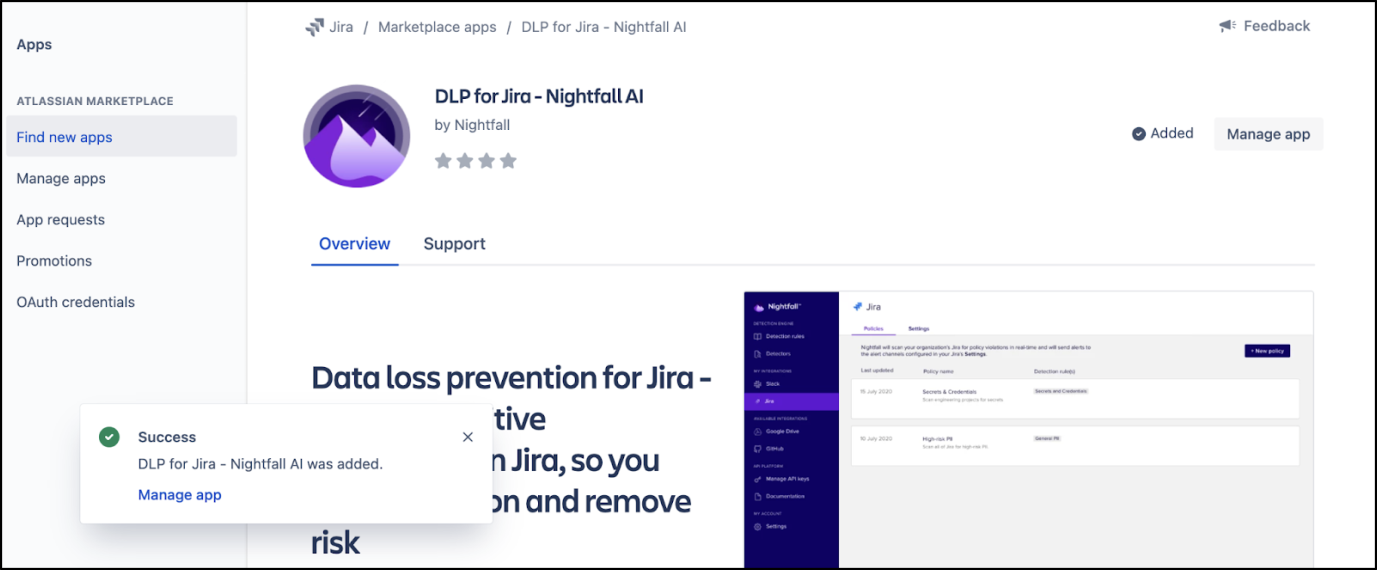 Apps
ATLASSIAN MARKETPLACE
Find new apps
Manage apps
App requests
Promotions
OAuth credentials
Jira / Marketplace apps / DLP for Jira - Nightfall AI
Feedback
DLP for Jira - Nightfall AI
by Nightfall
Added
Manage app
Overview
Support
Data loss prevention for Jira -
tive
n Jira, so you
on and remove
risk
Success
DLP for Jira - Nightfall AI was added.
Manage app
Nightfall™
DETECTION ENGINE
Detection rules
Detectors
MY INTEGRATIONS
Slack
Jira
AVAILABLE INTEGRATIONS
Google Drive
GitHub
API PLATFORM
Manage API keys
Documentation
MY ACCOUNT
Settings
Jira
Policies
Settings
Nightfall will scan your organization's Jira for policy violations in real-time and will send alerts to
the alert channels configured in your Jira's Settings.
+ New policy
Last updated
Policy name
Detection rule(s)
16 July 2020
Secrets & Credentials
Scan engineering projects for secrets
Secrets and Credentials
16 July 2020
High-risk PII
Scan all of Jira for high-risk PII.
General PII